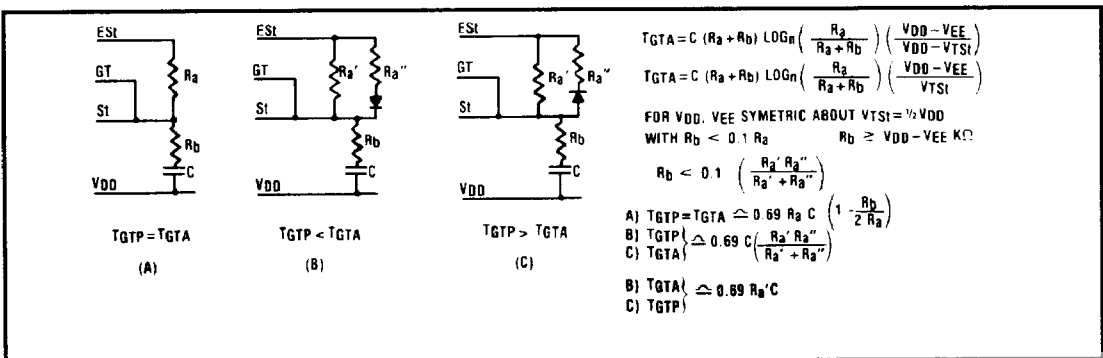 ESt
GT
St
VDD
Ra
Rb
C
TGTP = TGTA
(A)
ESt
GT
St
VDD
Ra'
Ra''
Rb
C
TGTP < TGTA
(B)
ESt
GT
St
VDD
Ra'
Ra''
Rb
C
TGTP > TGTA
(C)
TGTA = C (Ra + Rb) LOGn ( Ra / Ra + Rb ) ( VDD – VEE / VDD – VTSt )
TGTA = C (Ra + Rb) LOGn ( Ra / Ra + Rb ) ( VDD – VEE / VTSt )
FOR VDD, VEE SYMETRIC ABOUT VTSt = ½ VDD
WITH Rb < 0.1 Ra Rb ≥ VDD – VEE KΩ
Rb < 0.1 ( Ra' Ra'' / Ra' + Ra'' )
A) TGTP = TGTA ≏ 0.69 Ra C ( 1 - Rb / 2 Ra )
B) TGTP
C) TGTA } ≏ 0.69 C ( Ra' Ra'' / Ra' + Ra'' )
B) TGTA
C) TGTP } ≏ 0.69 Ra'C